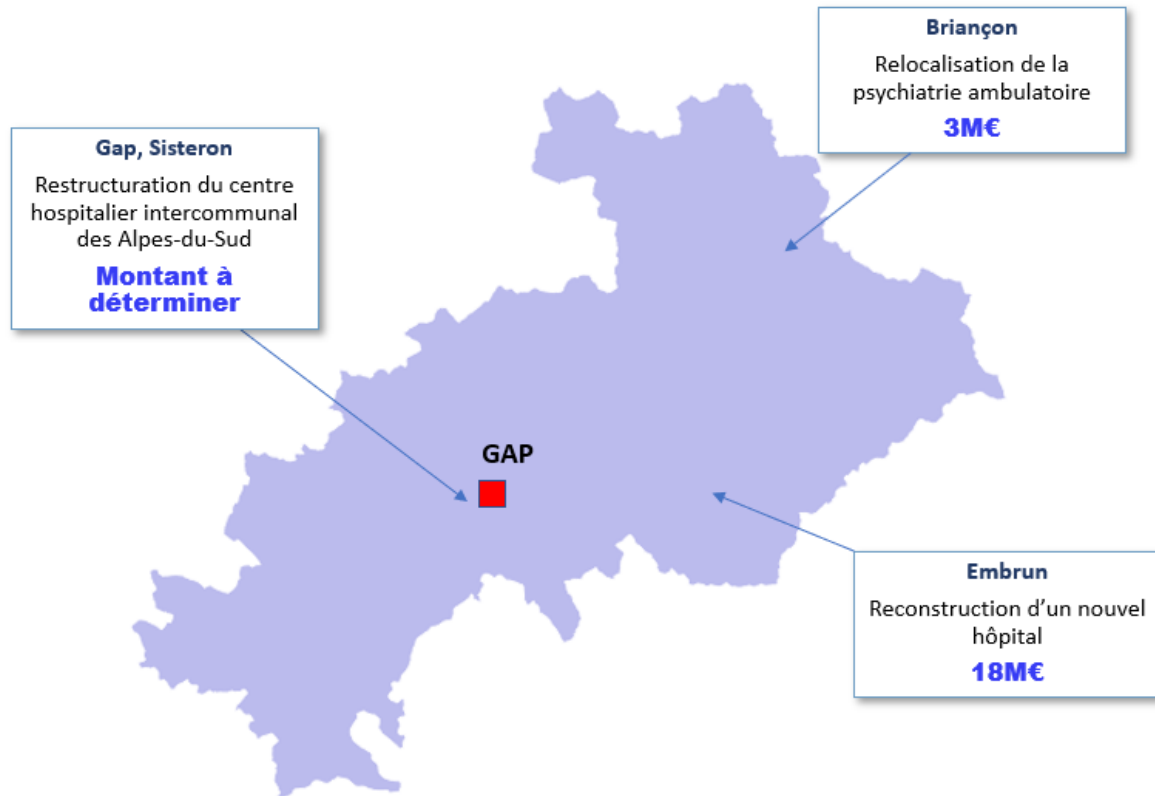 Briançon
Relocalisation de la
psychiatrie ambulatoire
3M€
Gap, Sisteron
Restructuration du centre
hospitalier intercommunal
des Alpes-du-Sud
Montant à
déterminer
GAP
Embrun
Reconstruction d’un nouvel
hôpital
18M€